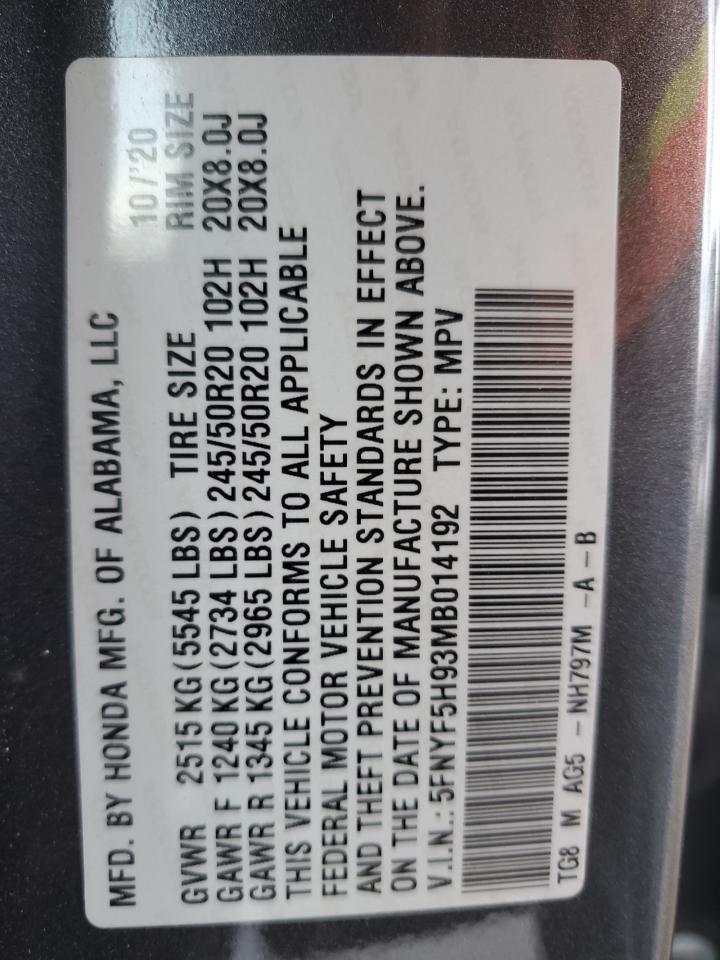 MFD. BY HONDA MFG. OF ALABAMA, LLC 10/'20
GVWR 2515 KG (5545 LBS) TIRE SIZE RIM SIZE
GAWR F 1240 KG (2734 LBS) 245/50R20 102H 20X8.0J
GAWR R 1345 KG (2965 LBS) 245/50R20 102H 20X8.0J
THIS VEHICLE CONFORMS TO ALL APPLICABLE
FEDERAL MOTOR VEHICLE SAFETY
AND THEFT PREVENTION STANDARDS IN EFFECT
ON THE DATE OF MANUFACTURE SHOWN ABOVE.
V.I.N.: 5FNYF5H93MB014192 TYPE: MPV
TG8 M AG5 - NH797M -A-B